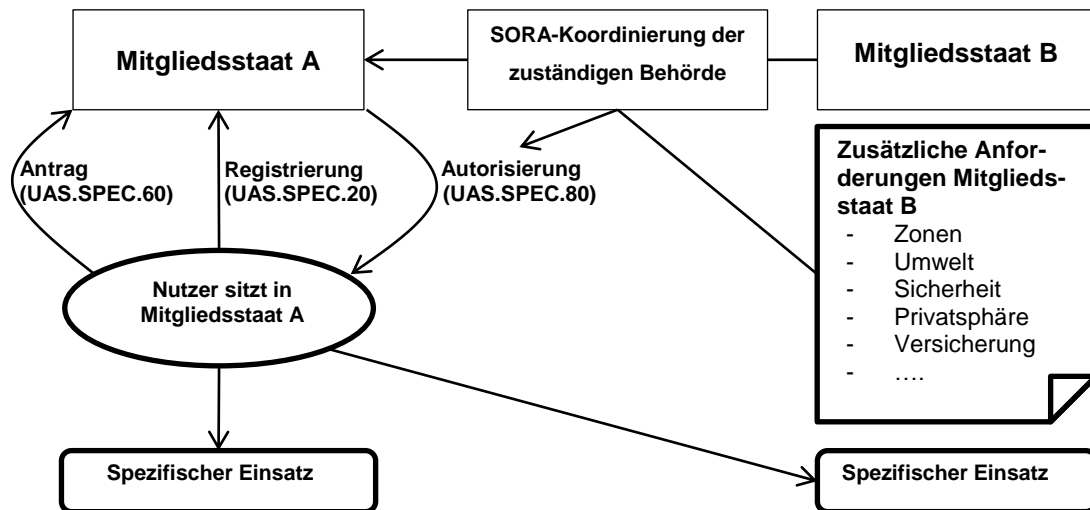 Mitgliedsstaat A
SORA-Koordinierung der
zuständigen Behörde
Mitgliedsstaat B
Antrag
(UAS.SPEC.60)
Registrierung
(UAS.SPEC.20)
Autorisierung
(UAS.SPEC.80)
Zusätzliche Anfor-
derungen Mitglieds-
staat B
- Zonen
- Umwelt
- Sicherheit
- Privatsphäre
- Versicherung
- ....
Nutzer sitzt in
Mitgliedsstaat A
Spezifischer Einsatz
Spezifischer Einsatz